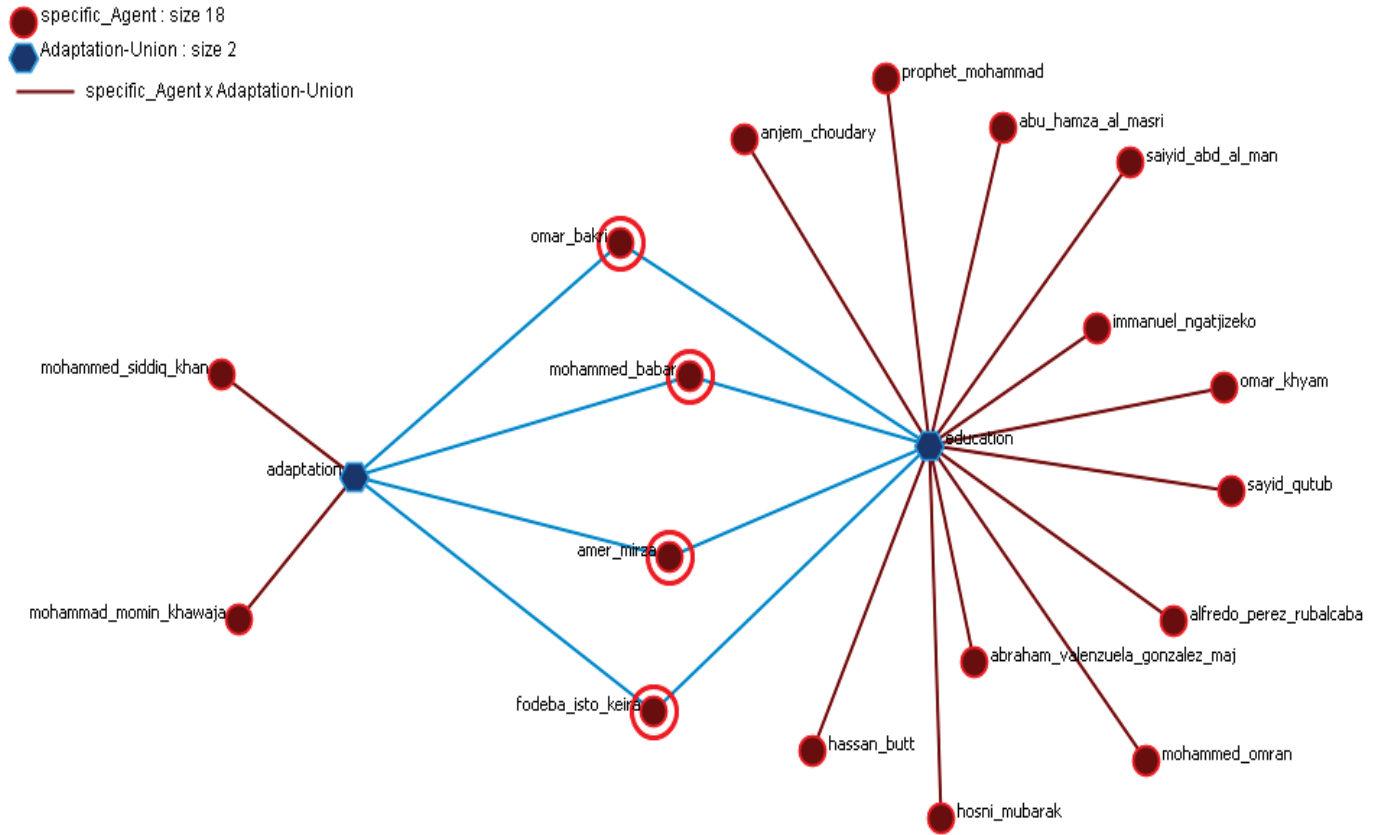 specific_Agent : size 18
Adaptation-Union : size 2
specific_Agent x Adaptation-Union
prophet_mohammad
abu_hamza_al_masri
anjem_choudary
saiyid_abd_al_man
omar_bakri
immanuel_ngatjizeko
mohammed_siddiq_khan
mohammed_babar
omar_khyam
education
adaptation
sayid_qutub
amer_mirza
mohammad_momin_khawaja
alfredo_perez_rubalcaba
abraham_valenzuela_gonzalez_maj
fodeba_isto_keira
hassan_butt
mohammed_omran
hosni_mubarak